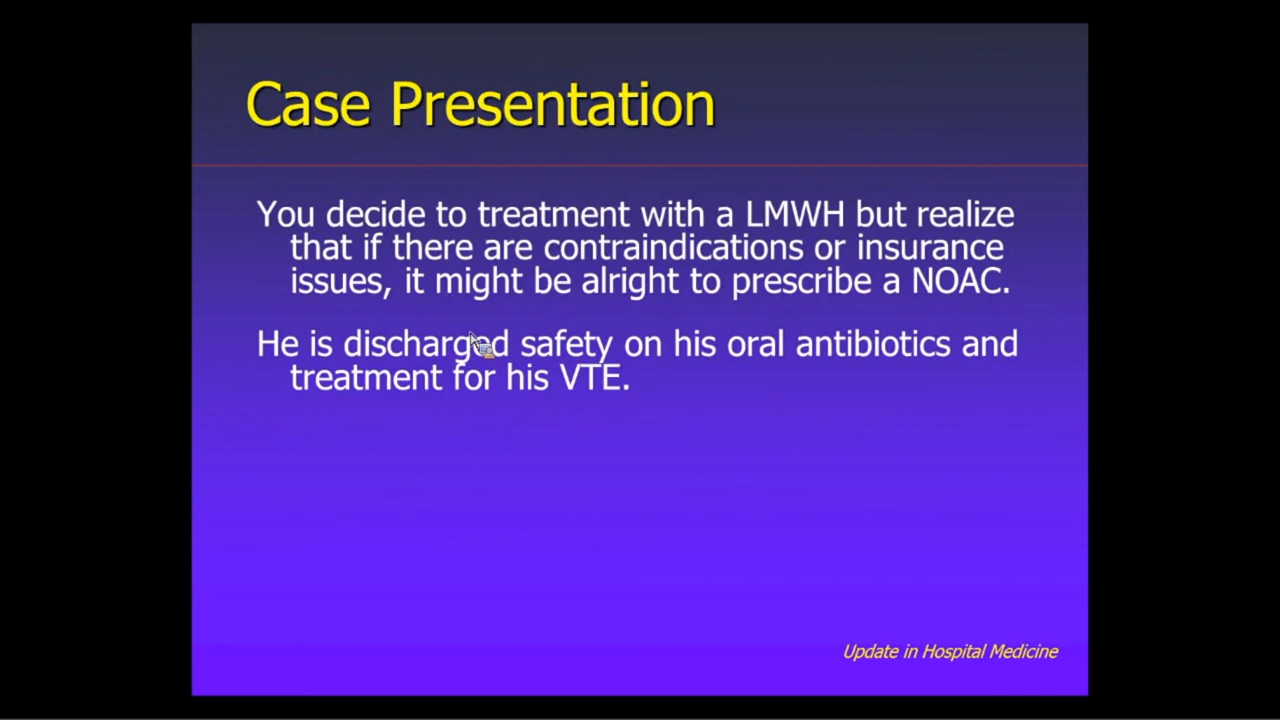 Case Presentation
You decide to treatment with a LMWH but realize
that if there are contraindications or insurance
issues, it might be alright to prescribe a NOAC.
He is discharged safety on his oral antibiotics and
treatment for his VTE.
Update in Hospital Medicine